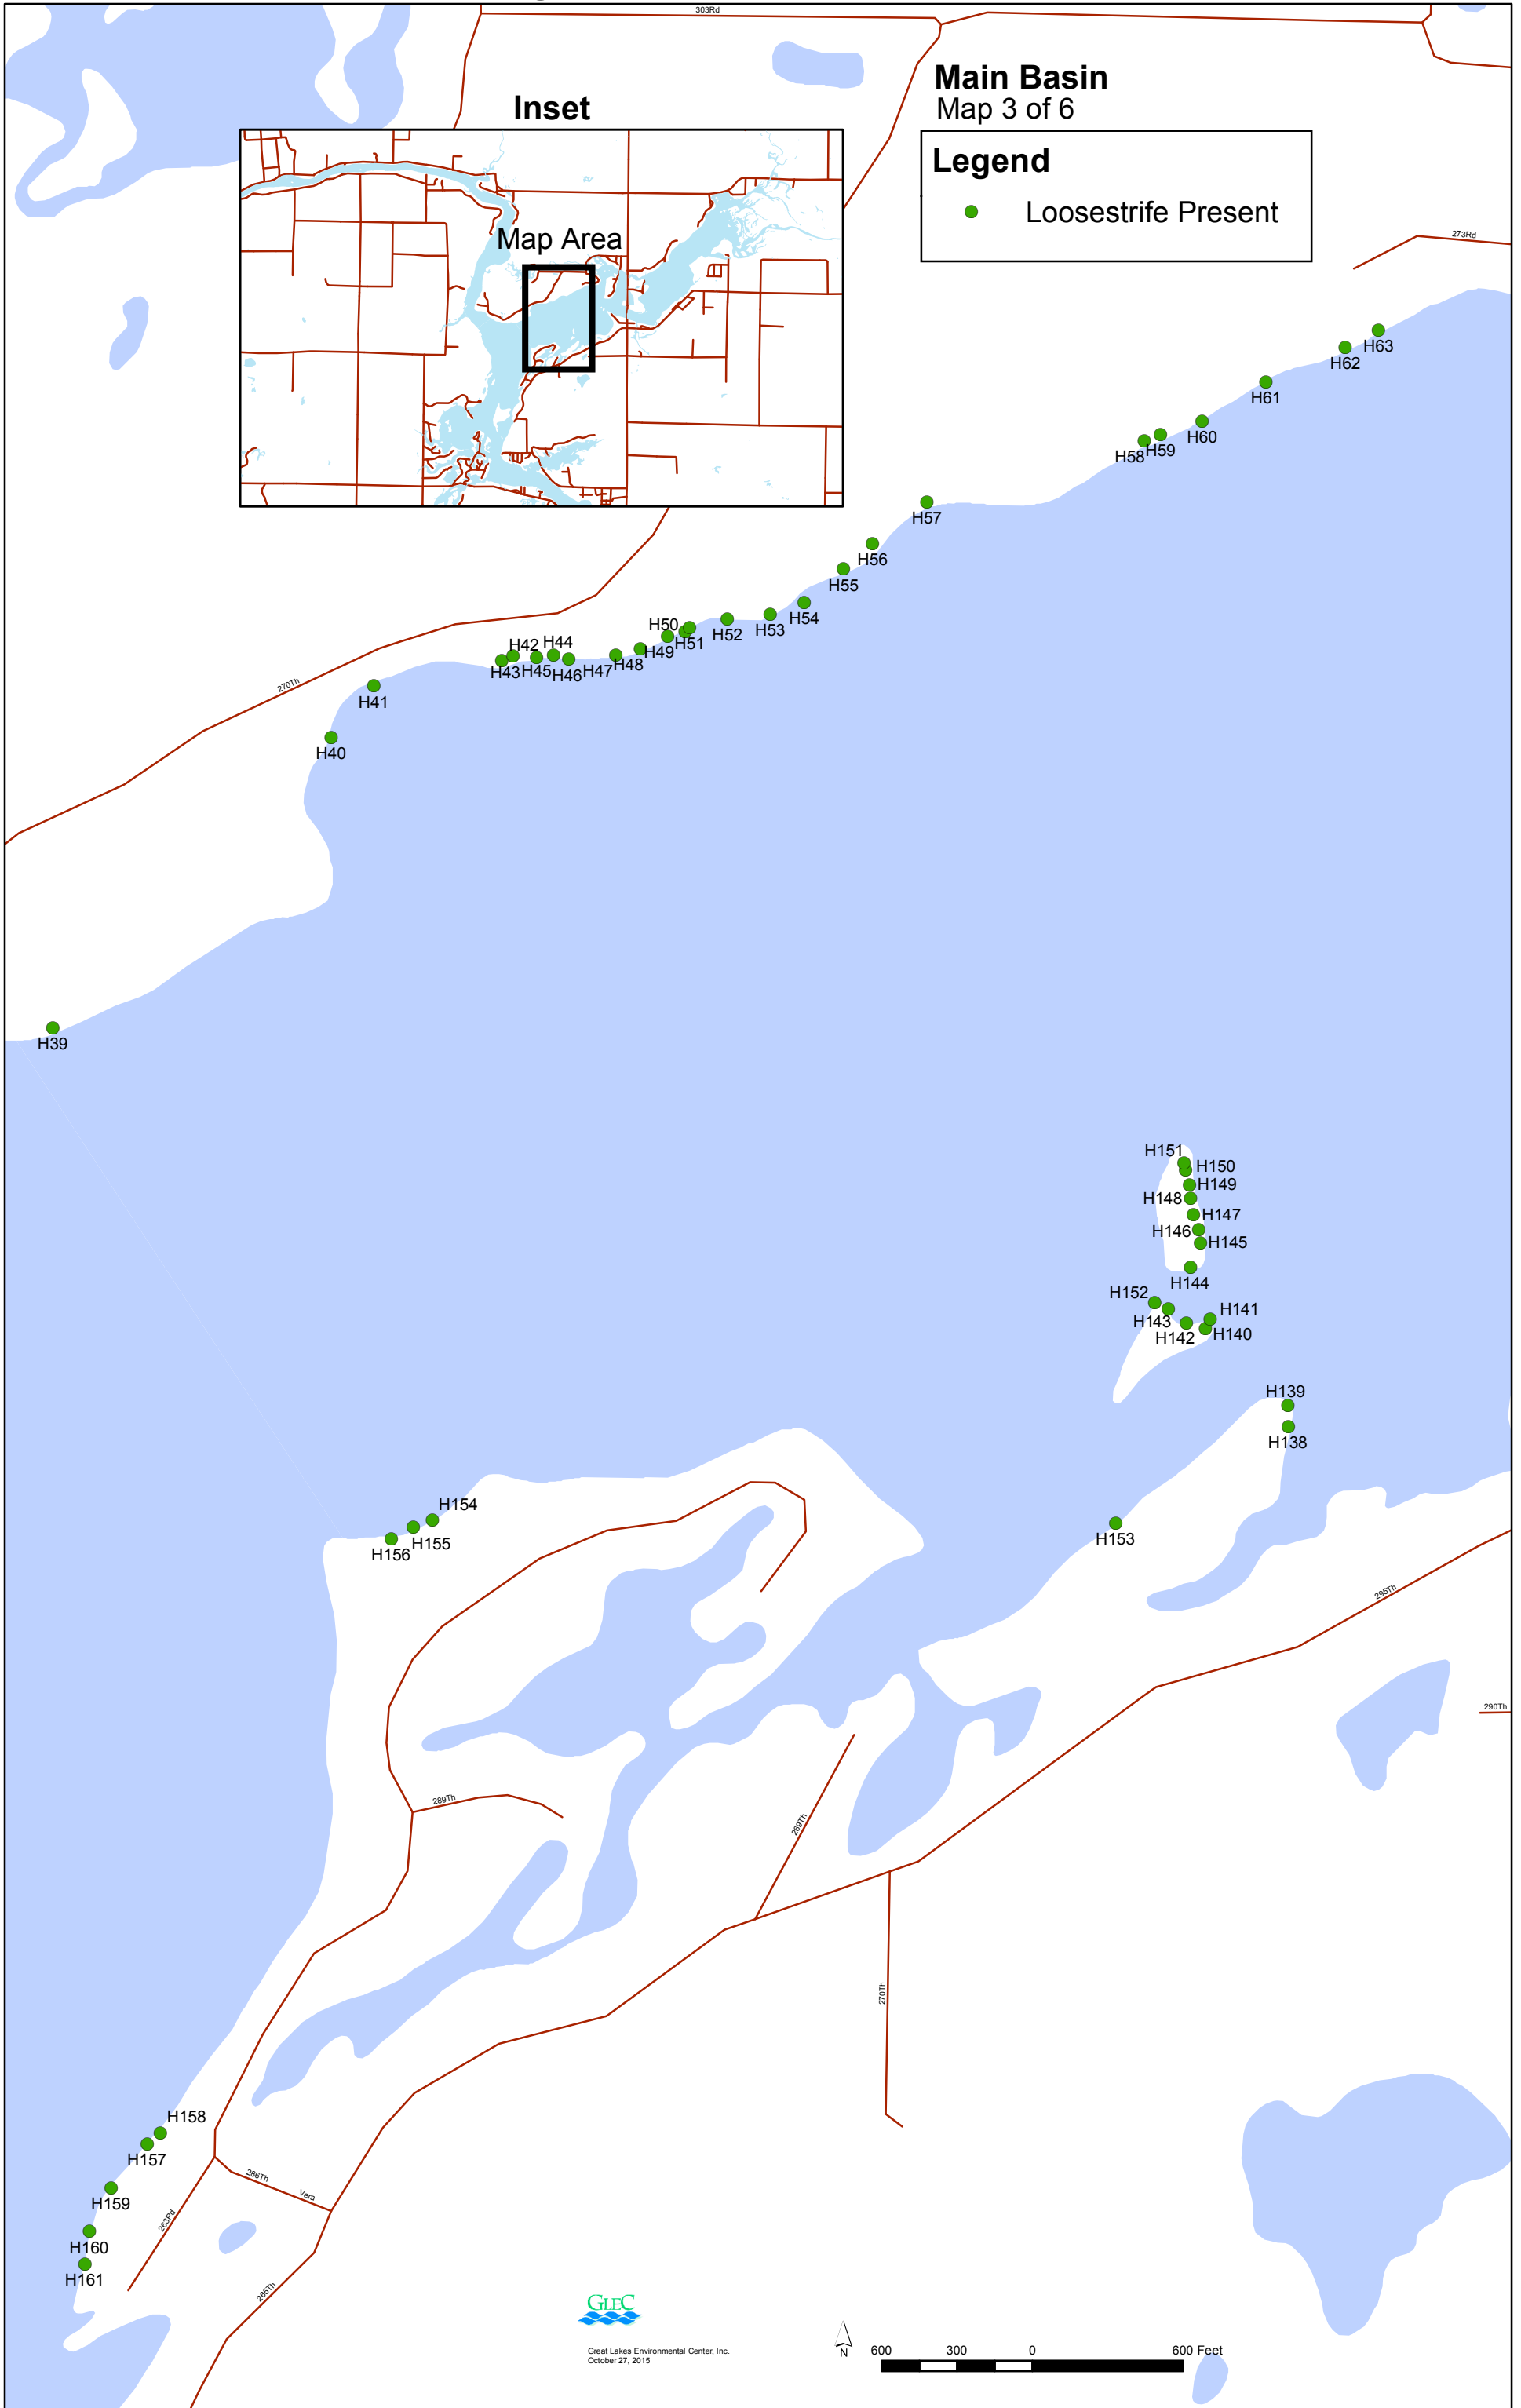 303Rd
Main Basin
Map 3 of 6
Inset
Legend
Loosestrife Present
Map Area
273Rd
H63
H62
H61
H60
H59
H58
H57
H56
H55
H54
H53
H52
H50
H51
H49
H48
H47
H44
H42
H46
H45
H43
270Th
H41
H40
H39
H151
H150
H149
H148
H147
H146
H145
H144
H152
H143
H141
H142
H140
H139
H138
H154
H155
H156
H153
295Th
290Th
289Th
269Th
270Th
H158
H157
H159
H160
H161
286Th
Vera
263Rd
265Th
GLEC
Great Lakes Environmental Center, Inc.
October 27, 2015
N
600 300 0 600 Feet